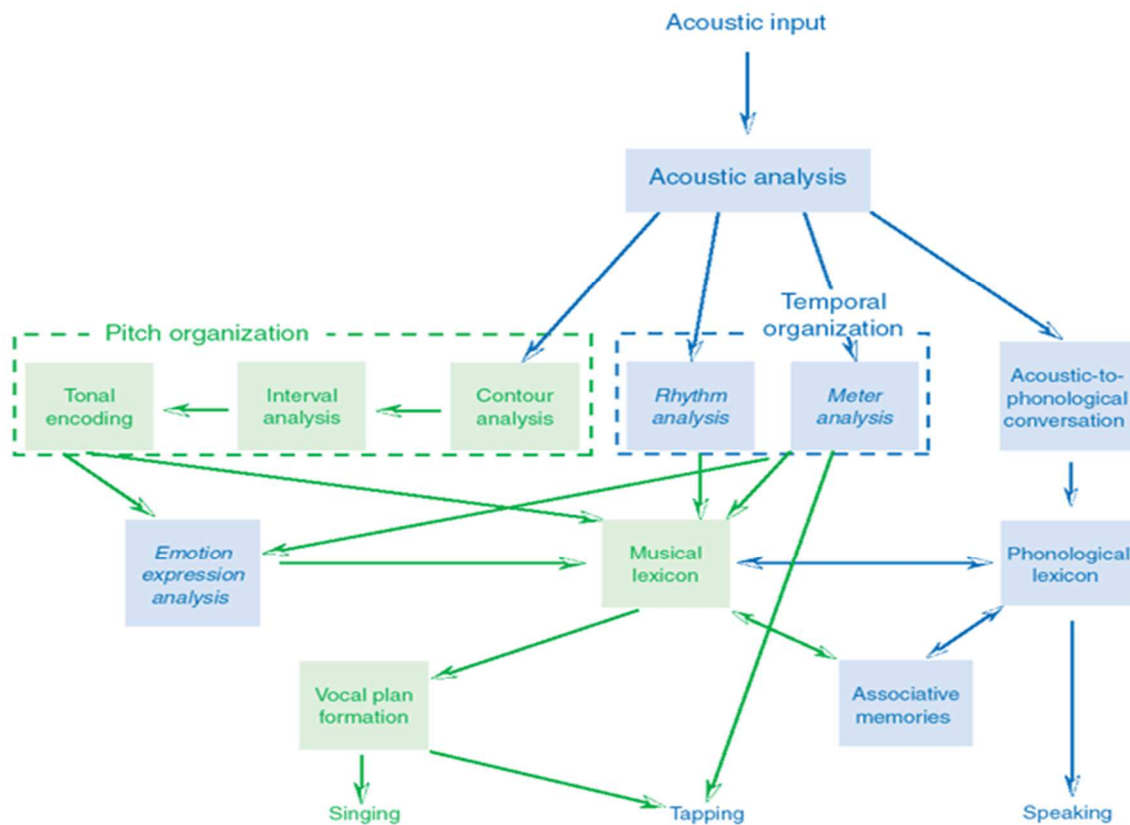 Acoustic input
Acoustic analysis
Pitch organization
Temporal
organization
Tonal
encoding
Interval
analysis
Contour
analysis
Rhythm
analysis
Meter
analysis
Acoustic-to-
phonological
conversation
Emotion
expression
analysis
Musical
lexicon
Phonological
lexicon
Vocal plan
formation
Associative
memories
Singing
Tapping
Speaking